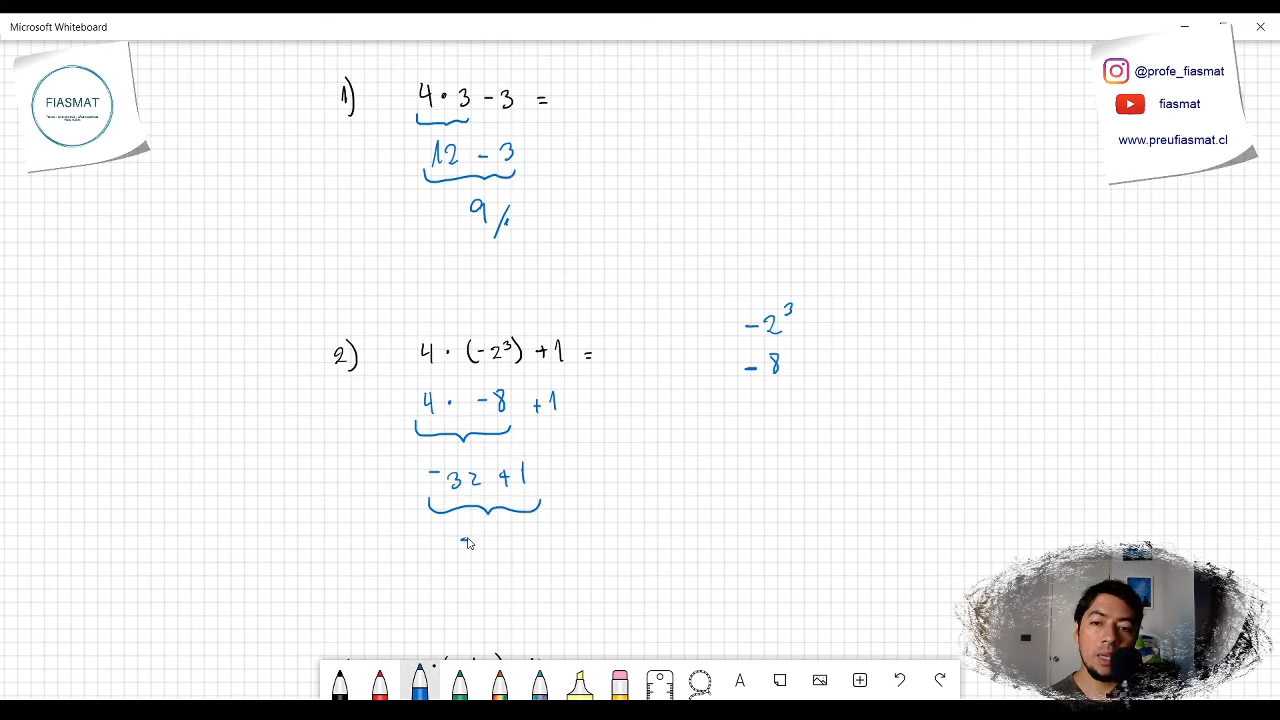 Microsoft Whiteboard
FIASMAT
@profe_fiasmat
fiasmat
www.preufiasmat.cl
1) 4 · 3 - 3 =
12 - 3
9
2) 4 · (-2³) + 1 =
4 · -8 + 1
-32 + 1
-
-2³
-8